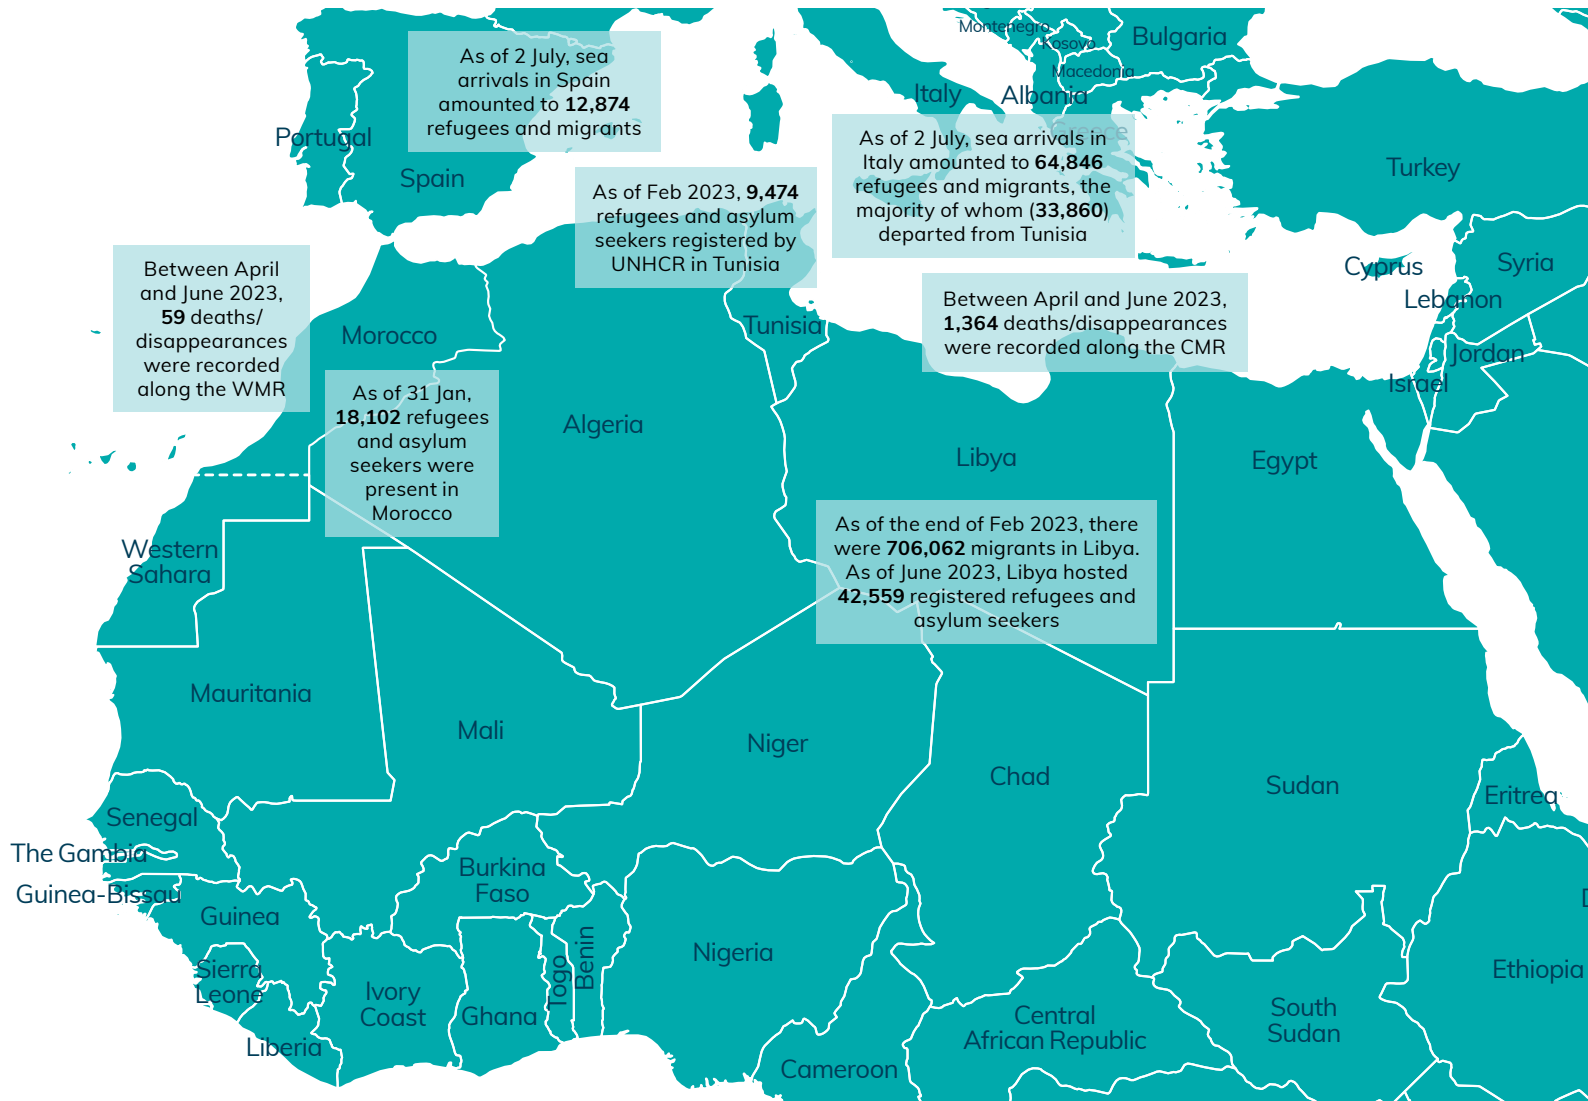 Montenegro
Kosovo
Bulgaria
Macedonia
Italy
Albania
Greece
As of 2 July, sea
arrivals in Spain
amounted to 12,874
refugees and migrants
Portugal
Spain
As of 2 July, sea arrivals in
Italy amounted to 64,846
refugees and migrants, the
majority of whom (33,860)
departed from Tunisia
Turkey
As of Feb 2023, 9,474
refugees and asylum
seekers registered by
UNHCR in Tunisia
Between April
and June 2023,
59 deaths/
disappearances
were recorded
along the WMR
Cyprus
Syria
Lebanon
Between April and June 2023,
1,364 deaths/disappearances
were recorded along the CMR
Morocco
Tunisia
Jordan
Israel
As of 31 Jan,
18,102 refugees
and asylum
seekers were
present in
Morocco
Algeria
Libya
Egypt
Western
Sahara
As of the end of Feb 2023, there
were 706,062 migrants in Libya.
As of June 2023, Libya hosted
42,559 registered refugees and
asylum seekers
Mauritania
Mali
Niger
Chad
Sudan
Eritrea
Senegal
The Gambia
Guinea-Bissau
Burkina
Faso
Guinea
Nigeria
Benin
Togo
Ethiopia
Sierra
Leone
Ivory
Coast
Ghana
Central
African Republic
South
Sudan
Liberia
Cameroon